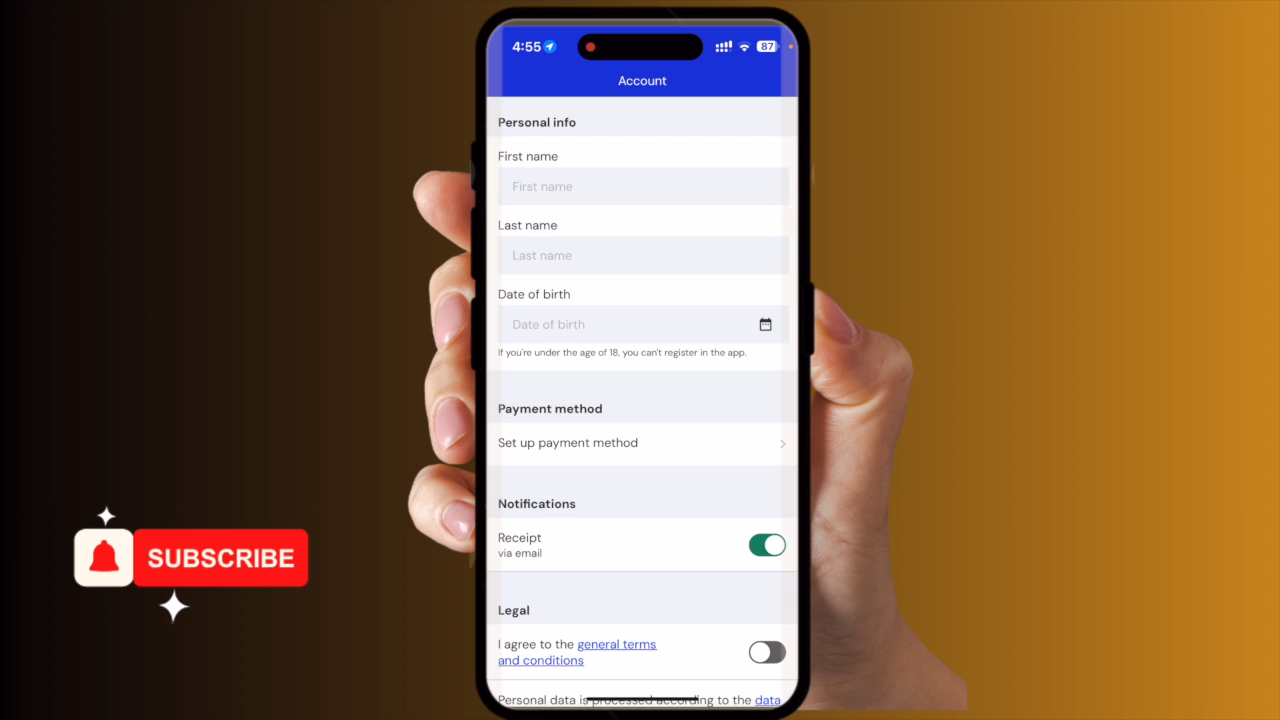 4:55
87
Account
Personal info
First name
First name
Last name
Last name
Date of birth
Date of birth
If you're under the age of 18, you can't register in the app.
Payment method
Set up payment method
Notifications
Receipt
via email
Legal
I agree to the general terms
and conditions
Personal data is processed according to the data
SUBSCRIBE